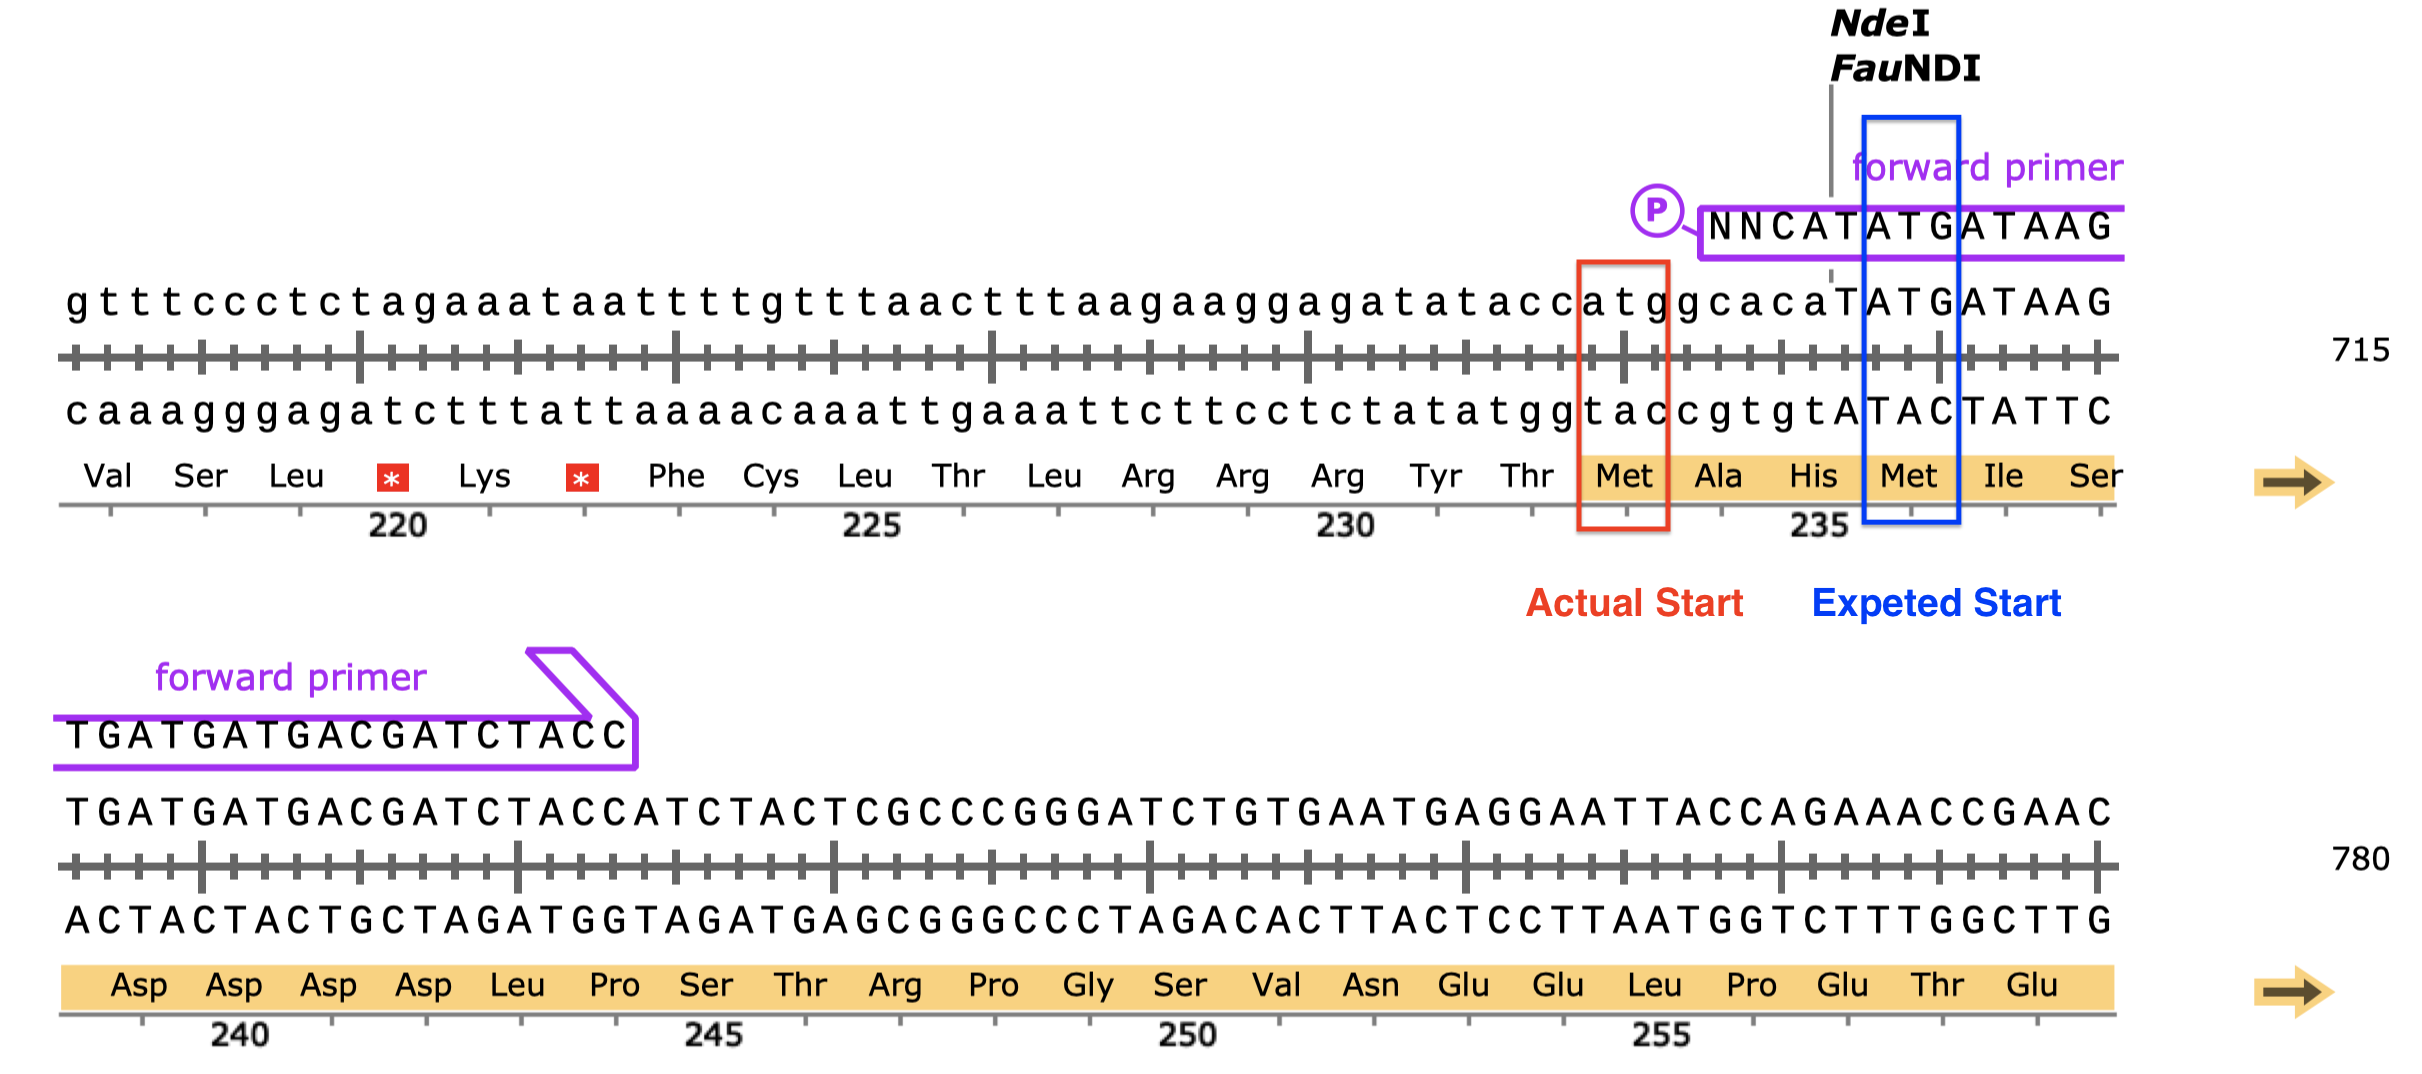 NdeI
FauNDI
forward primer
P
NNCATATGATAAG
gtttccctctagaaataattttgtttaactttaagaaggagatataccatggcacaTATGATAAG
715
caaagggagatctttattaaaacaaattgaaattcttcctctatatggtaccgtgtATACTATTC
Val Ser Leu * Lys * Phe Cys Leu Thr Leu Arg Arg Arg Tyr Thr Met Ala His Met Ile Ser
220 225 230 235
Actual Start Expeted Start
forward primer
TGATGATGACGATCTACC
TGATGATGACGATCTACCATCTACTCGCCCGGGATCTGTGAATGAGGAATTACCAGAAACCGAAC
780
ACTACTACTGCTAGATGGTAGATGAGCGGGCCCTAGACACTTACTCCTTAATGGTCTTTGGCTTG
Asp Asp Asp Asp Leu Pro Ser Thr Arg Pro Gly Ser Val Asn Glu Glu Leu Pro Glu Thr Glu
240 245 250 255